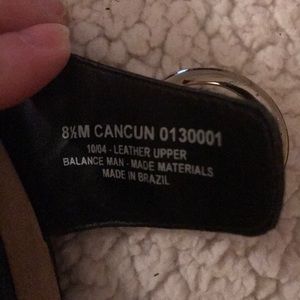 8½M CANCUN 0130001
10/04 - LEATHER UPPER
BALANCE MAN - MADE MATERIALS
MADE IN BRAZIL